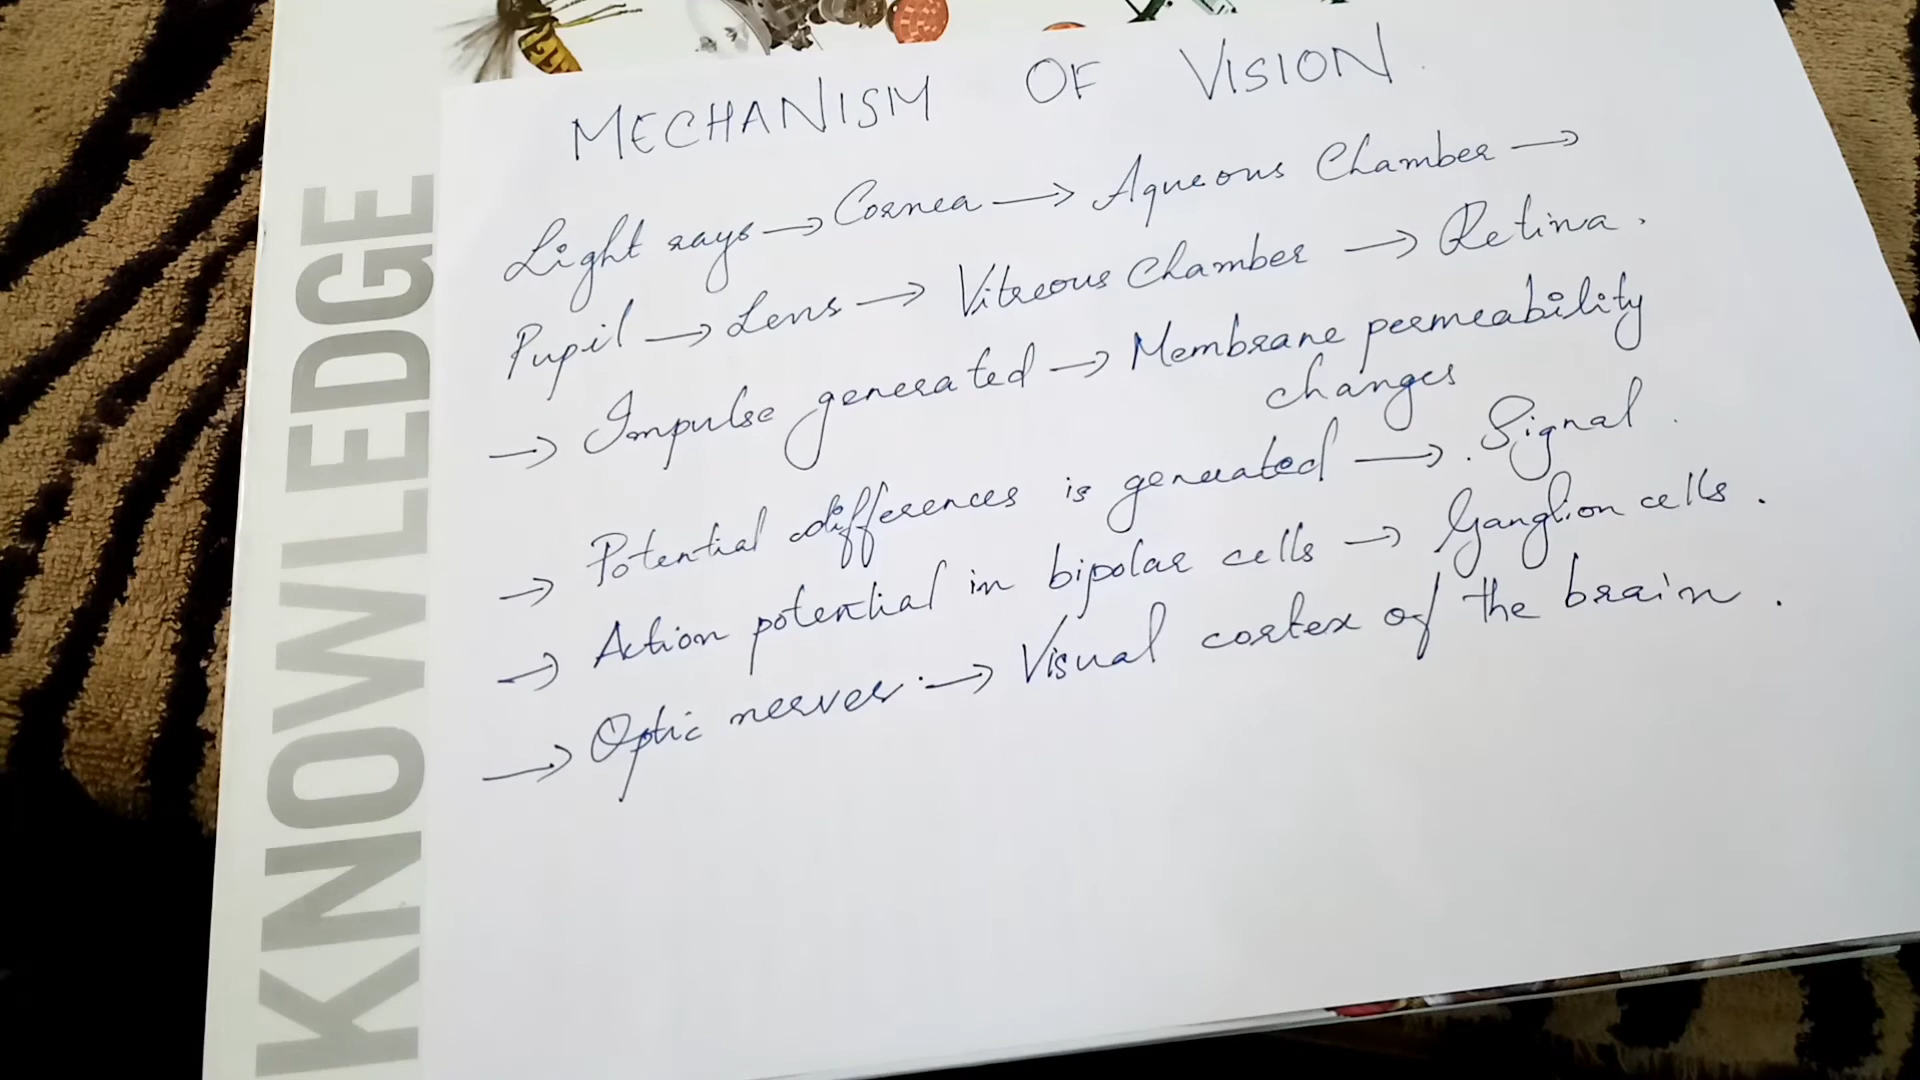 KNOWLEDGE
MECHANISM OF VISION
Light rays → Cornea → Aqueous Chamber →
Pupil → Lens → Vitreous Chamber → Retina.
→ Impulse generated → Membrane permeability
changes
→ Potential differences is generated → Signal
→ Action potential in bipolar cells → Ganglion cells.
→ Optic nerves → Visual cortex of the brain.